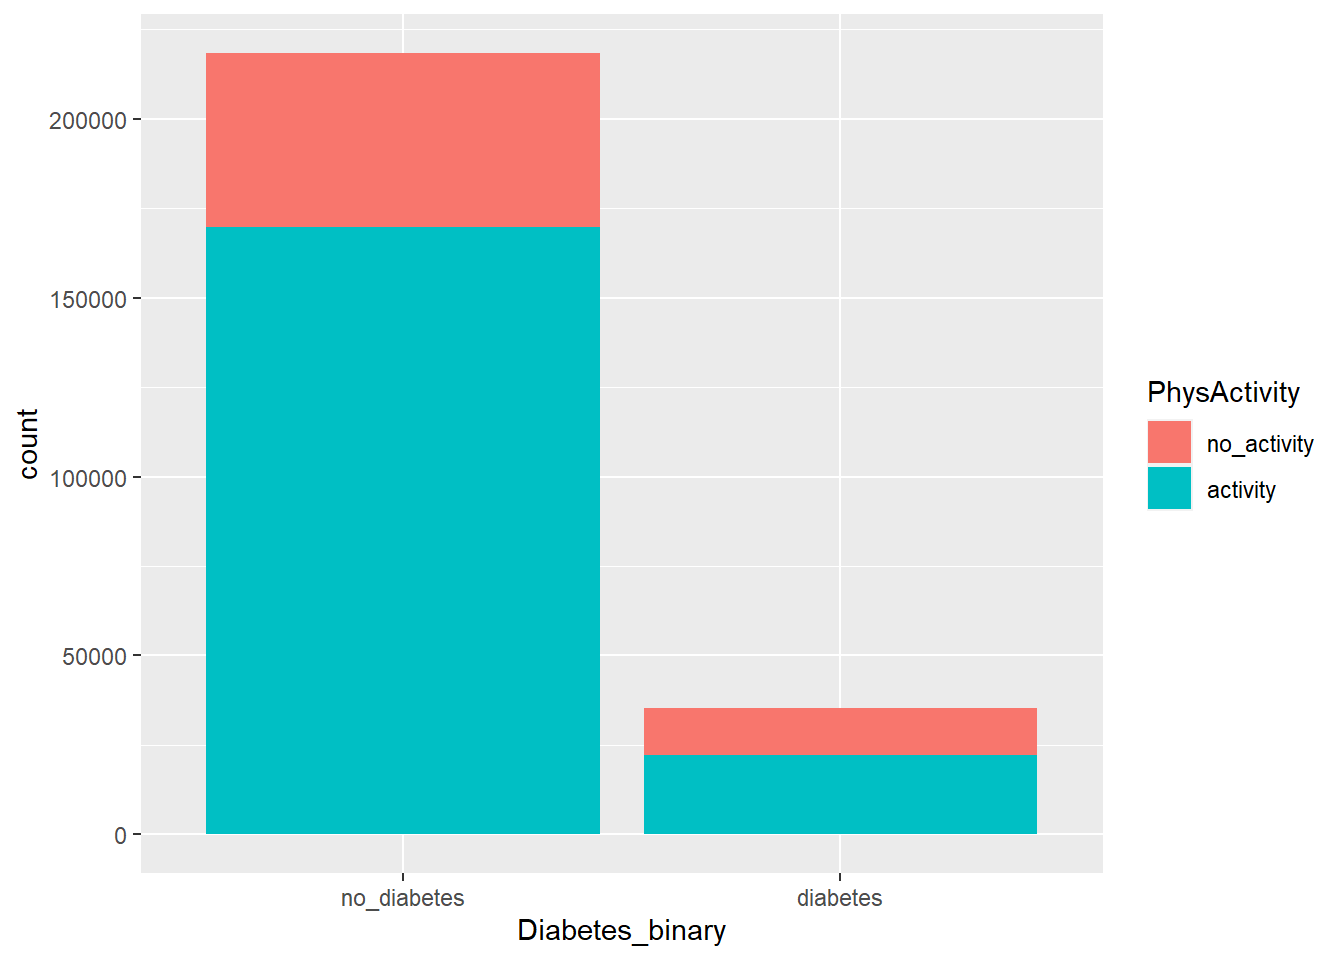 200000
150000
100000
50000
0
count
no_diabetes
diabetes
Diabetes_binary
PhysActivity
no_activity
activity